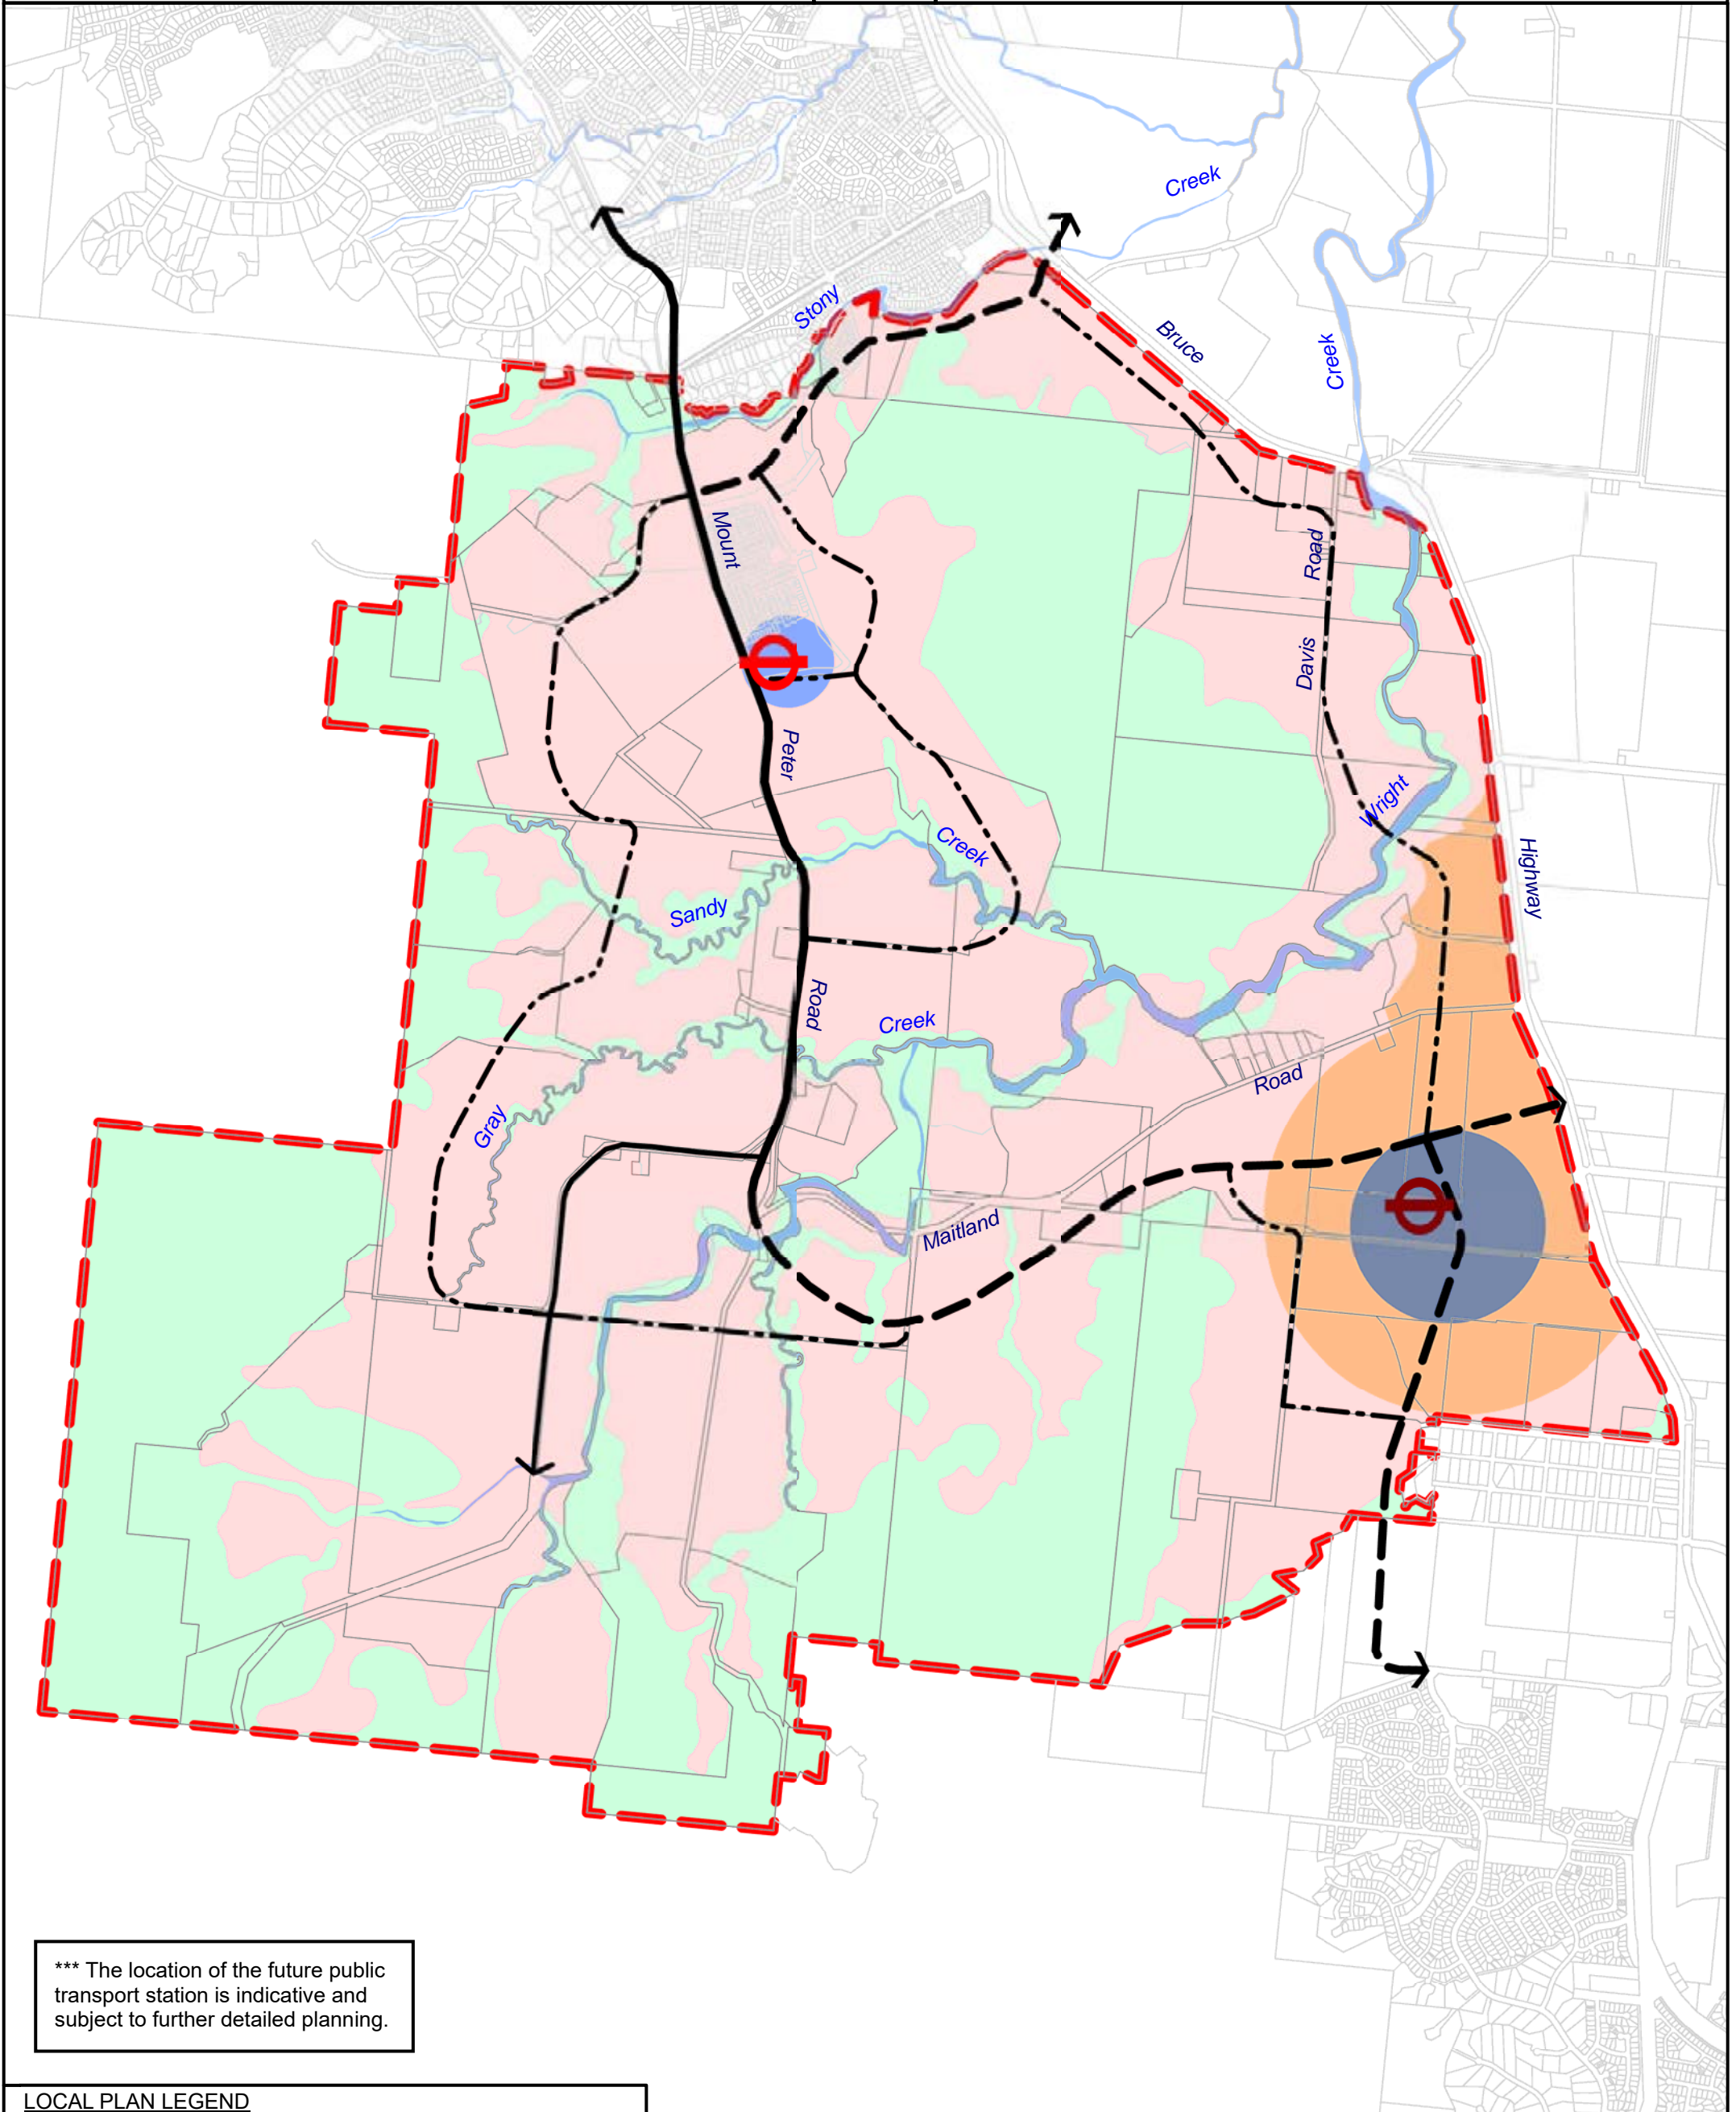 Creek
Stony
Bruce
Creek
Mount
Road
Davis
Peter
Wright
Creek
Highway
Sandy
Road
Creek
Road
Gray
Maitland
*** The location of the future public
transport station is indicative and
subject to further detailed planning.
LOCAL PLAN LEGEND